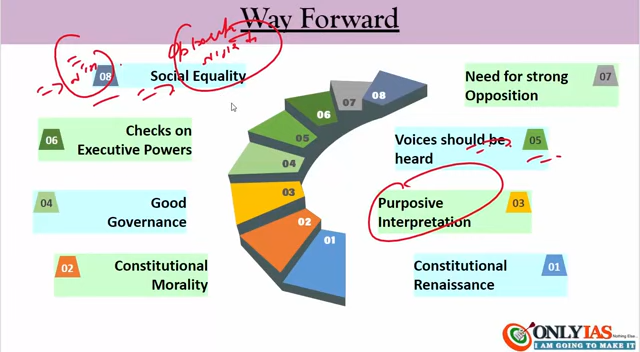 Way Forward
08
Social Equality
Need for strong
Opposition
07
06
Checks on
Executive Powers
Voices should be
heard
05
04
Good
Governance
Purposive
Interpretation
03
02
Constitutional
Morality
Constitutional
Renaissance
01
08
07
06
05
04
03
02
01
ONLYIAS
Nothing Else..
I AM GOING TO MAKE IT